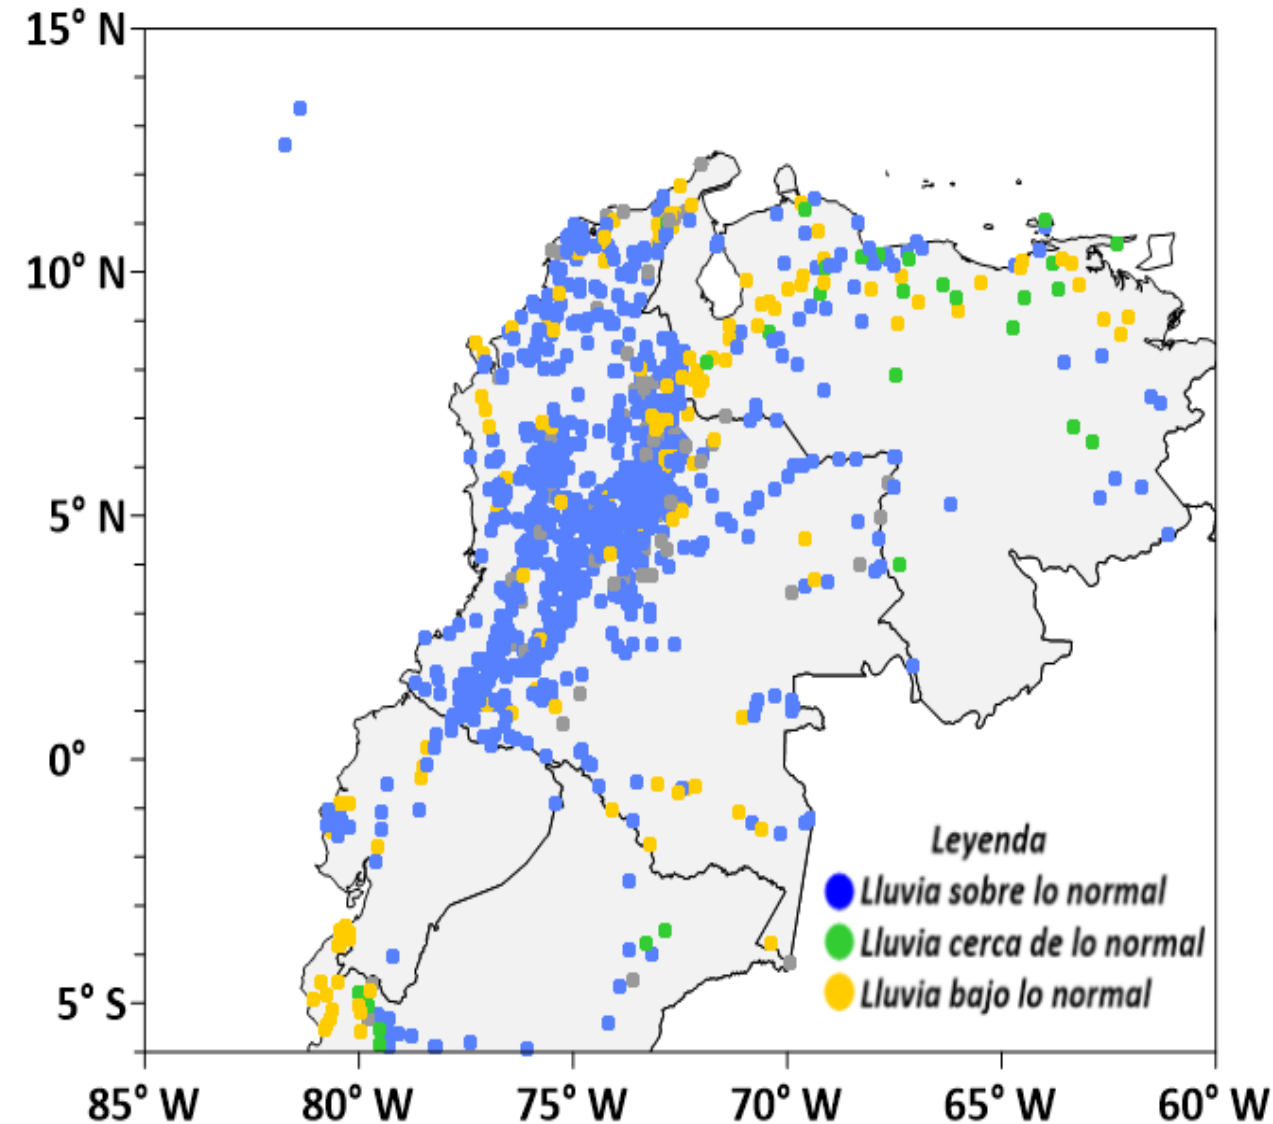 15° N
10° N
5° N
0°
5° S
Leyenda
Lluvia sobre lo normal
Lluvia cerca de lo normal
Lluvia bajo lo normal
85° W 80° W 75° W 70° W 65° W 60° W